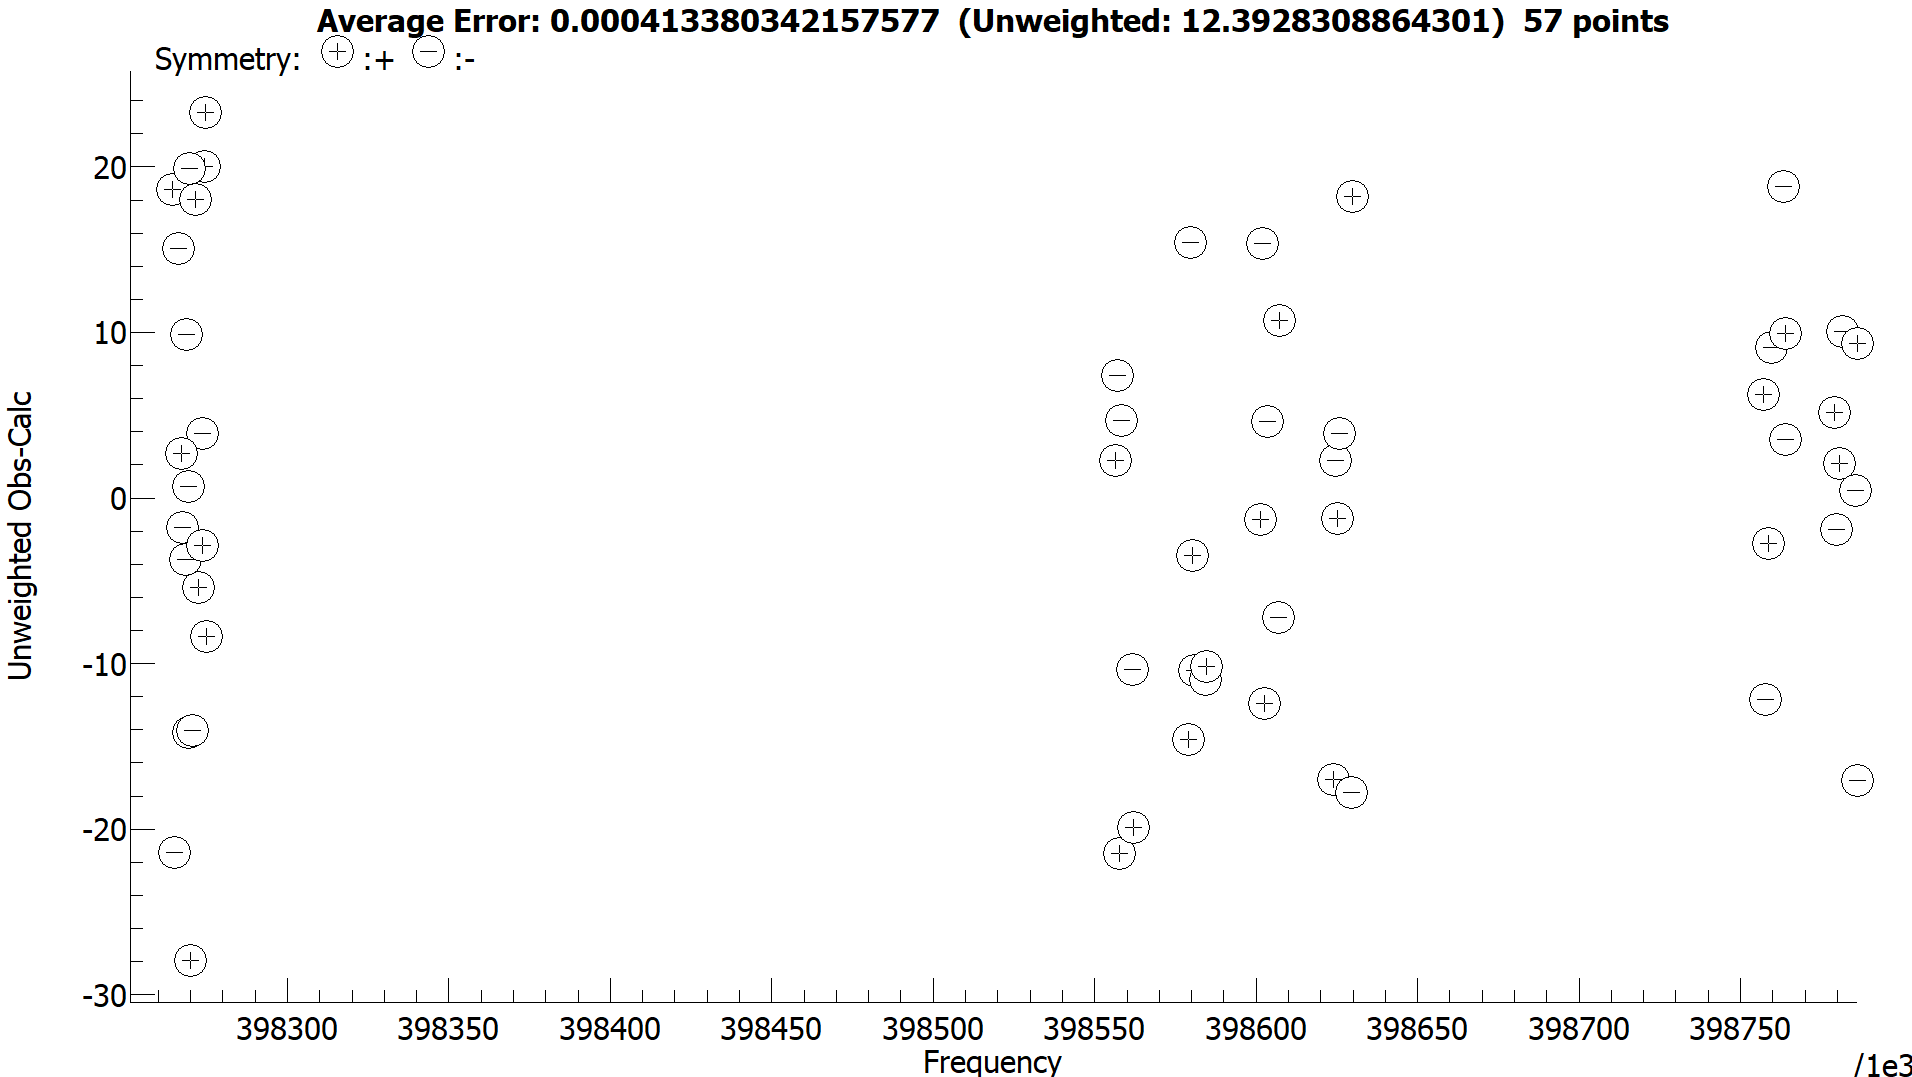 Average Error: 0.000413380342157577 (Unweighted: 12.3928308864301) 57 points
Symmetry: :+ :-
20
10
0
-10
-20
-30
Unweighted Obs-Calc
398300 398350 398400 398450 398500 398550 398600 398650 398700 398750
Frequency
/1e3